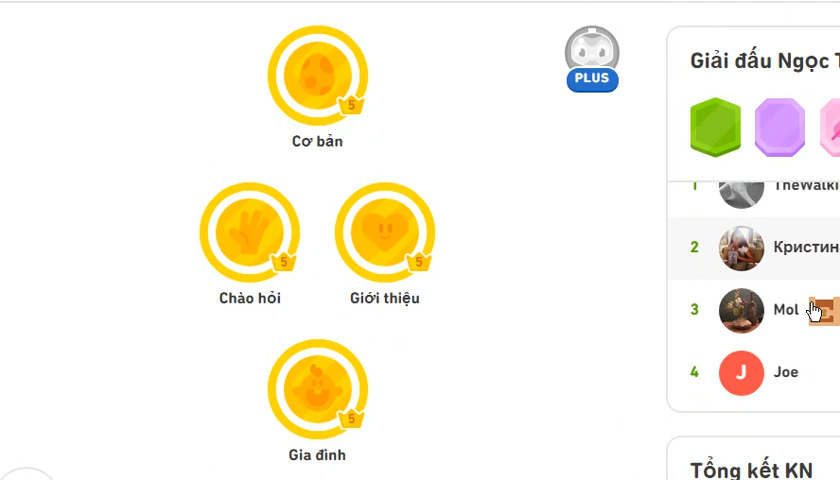 5
Cơ bản
5
5
Chào hỏi
Giới thiệu
5
Gia đình
PLUS
Giải đấu Ngọc T
1 TheWalki
2 Кристин
3 Mol
4 J Joe
Tổng kết KN